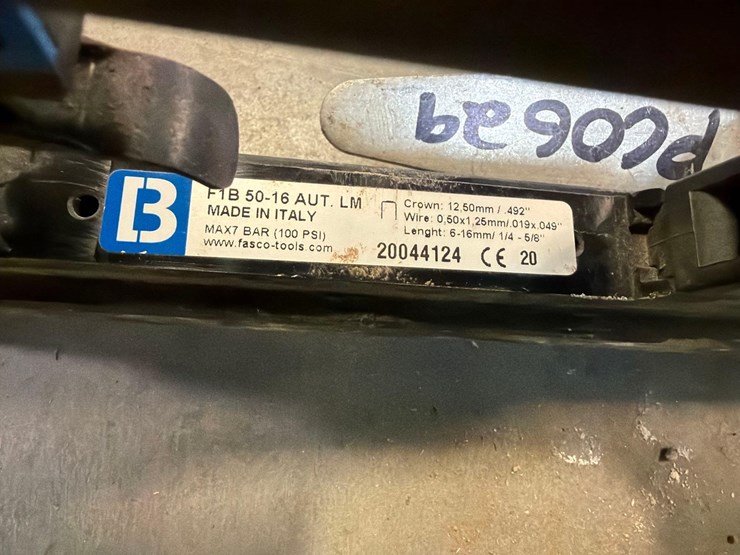 PC0629
B
F1B 50-16 AUT. LM
MADE IN ITALY
MAX7 BAR (100 PSI)
www.fasco-tools.com
Crown: 12,50mm / .492"
Wire: 0,50x1,25mm/.019x.049"
Lenght: 6-16mm/ 1/4 - 5/8"
20044124 CE 20